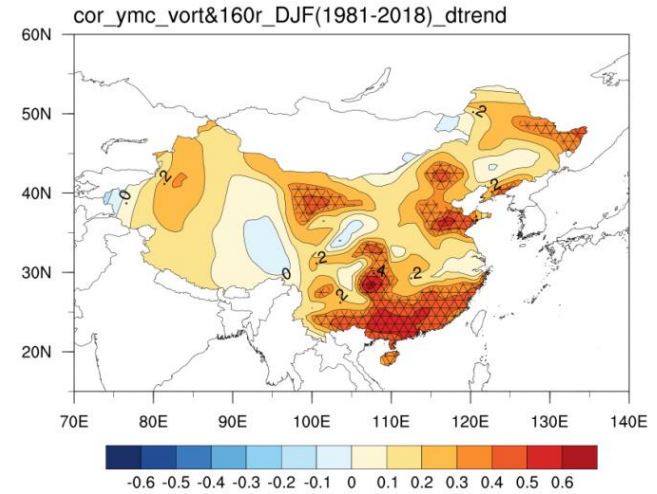 cor_ymc_vort&160r_DJF(1981-2018)_dtrend
60N
50N
40N
30N
20N
.2
.2
.0
.2
.2
0
.4
.2
.2
70E 80E 90E 100E 110E 120E 130E 140E
-0.6 -0.5 -0.4 -0.3 -0.2 -0.1 0 0.1 0.2 0.3 0.4 0.5 0.6